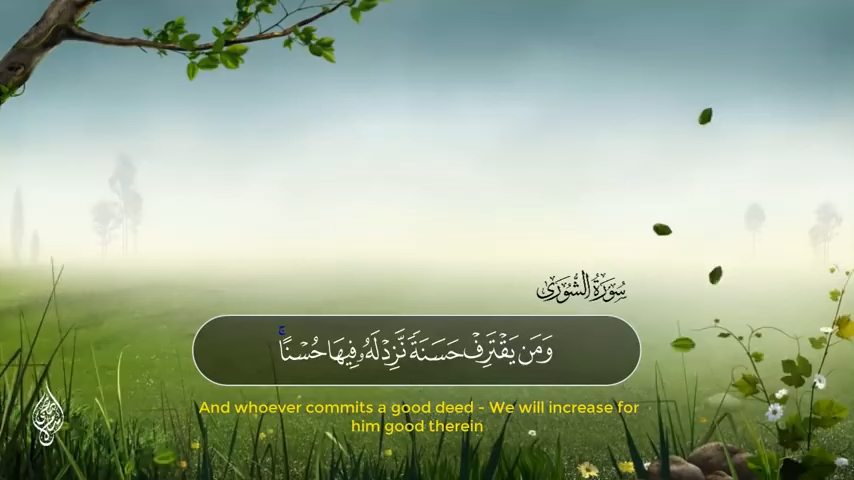 سُورَةُ الشُّورَى
وَمَن يَقْتَرِفْ حَسَنَةً نَّزِدْ لَهُۥ فِيهَا حُسْنًا ۚ
And whoever commits a good deed - We will increase for
him good therein